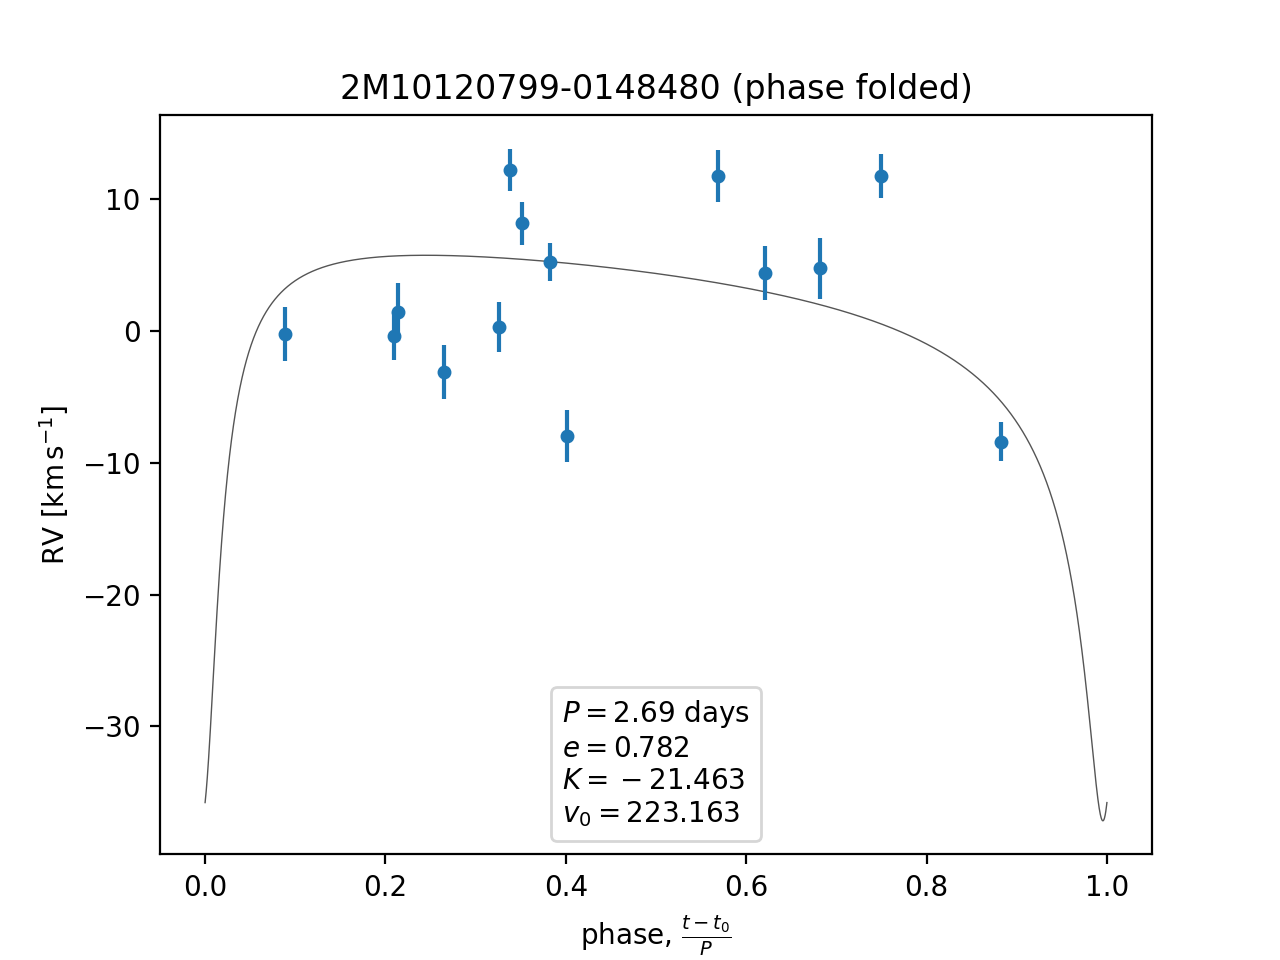 2M10120799-0148480 (phase folded)
10
0
−10
−20
−30
RV [km s⁻¹]
P = 2.69 days
e = 0.782
K = −21.463
v₀ = 223.163
0.0 0.2 0.4 0.6 0.8 1.0
phase, (t − t₀)/P